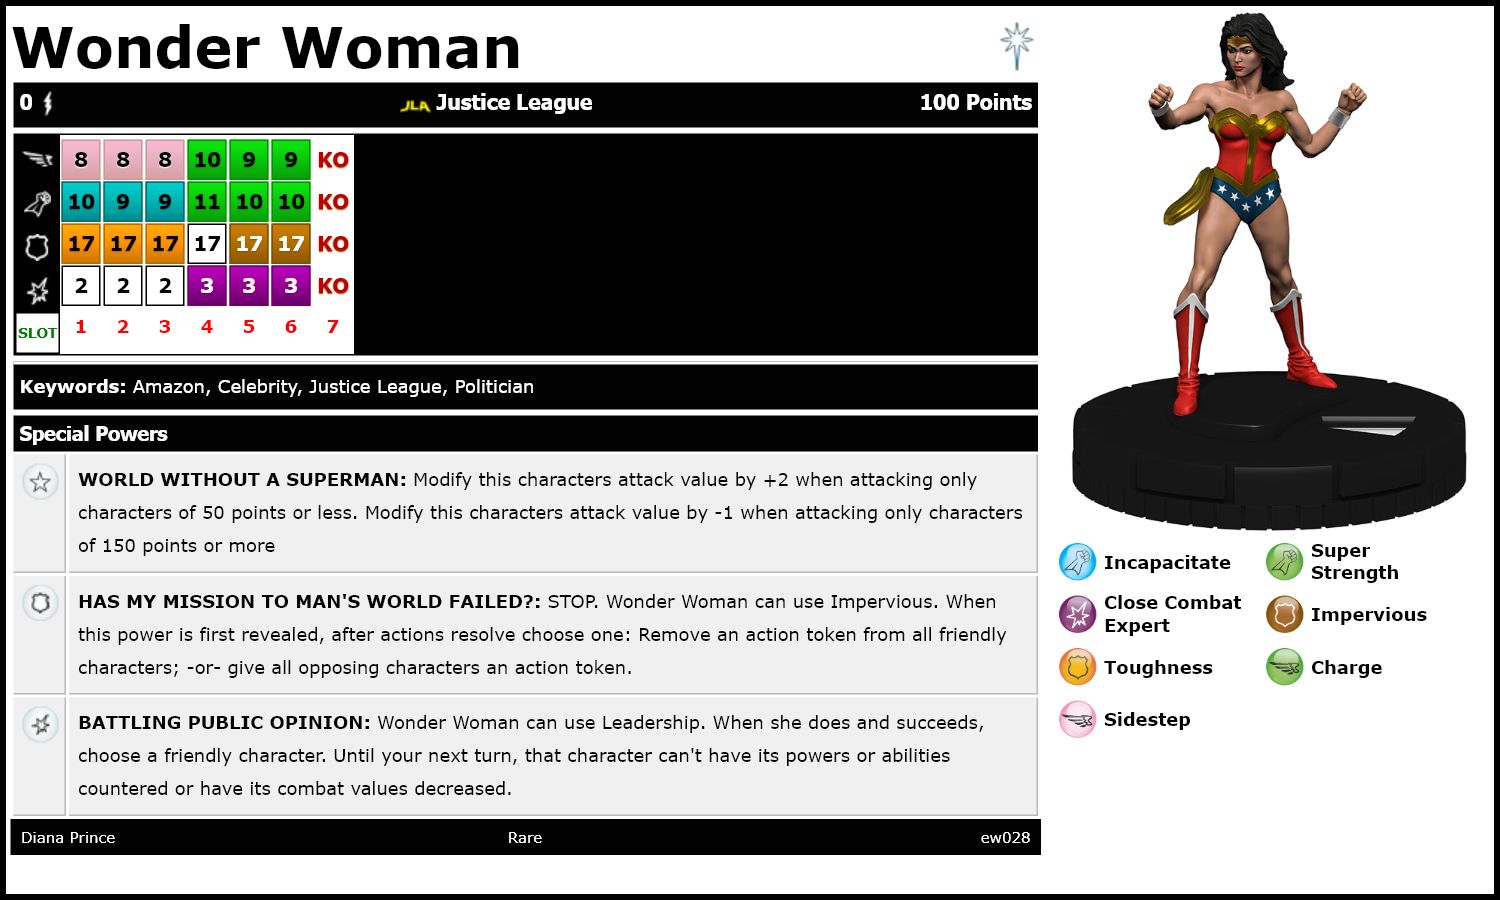 Wonder Woman
0 JLA Justice League 100 Points
8 8 8 10 9 9 KO
10 9 9 11 10 10 KO
17 17 17 17 17 17 KO
2 2 2 3 3 3 KO
SLOT 1 2 3 4 5 6 7
Keywords: Amazon, Celebrity, Justice League, Politician
Special Powers
WORLD WITHOUT A SUPERMAN: Modify this characters attack value by +2 when attacking only
characters of 50 points or less. Modify this characters attack value by -1 when attacking only characters
of 150 points or more
HAS MY MISSION TO MAN'S WORLD FAILED?: STOP. Wonder Woman can use Impervious. When
this power is first revealed, after actions resolve choose one: Remove an action token from all friendly
characters; -or- give all opposing characters an action token.
BATTLING PUBLIC OPINION: Wonder Woman can use Leadership. When she does and succeeds,
choose a friendly character. Until your next turn, that character can't have its powers or abilities
countered or have its combat values decreased.
Diana Prince Rare ew028
Incapacitate
Super
Strength
Close Combat
Expert
Impervious
Toughness
Charge
Sidestep